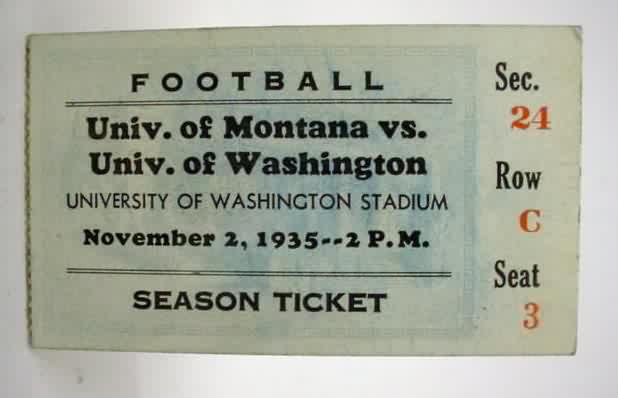 FOOTBALL
Univ. of Montana vs.
Univ. of Washington
UNIVERSITY OF WASHINGTON STADIUM
November 2, 1935--2 P.M.
SEASON TICKET
Sec.
24
Row
C
Seat
3